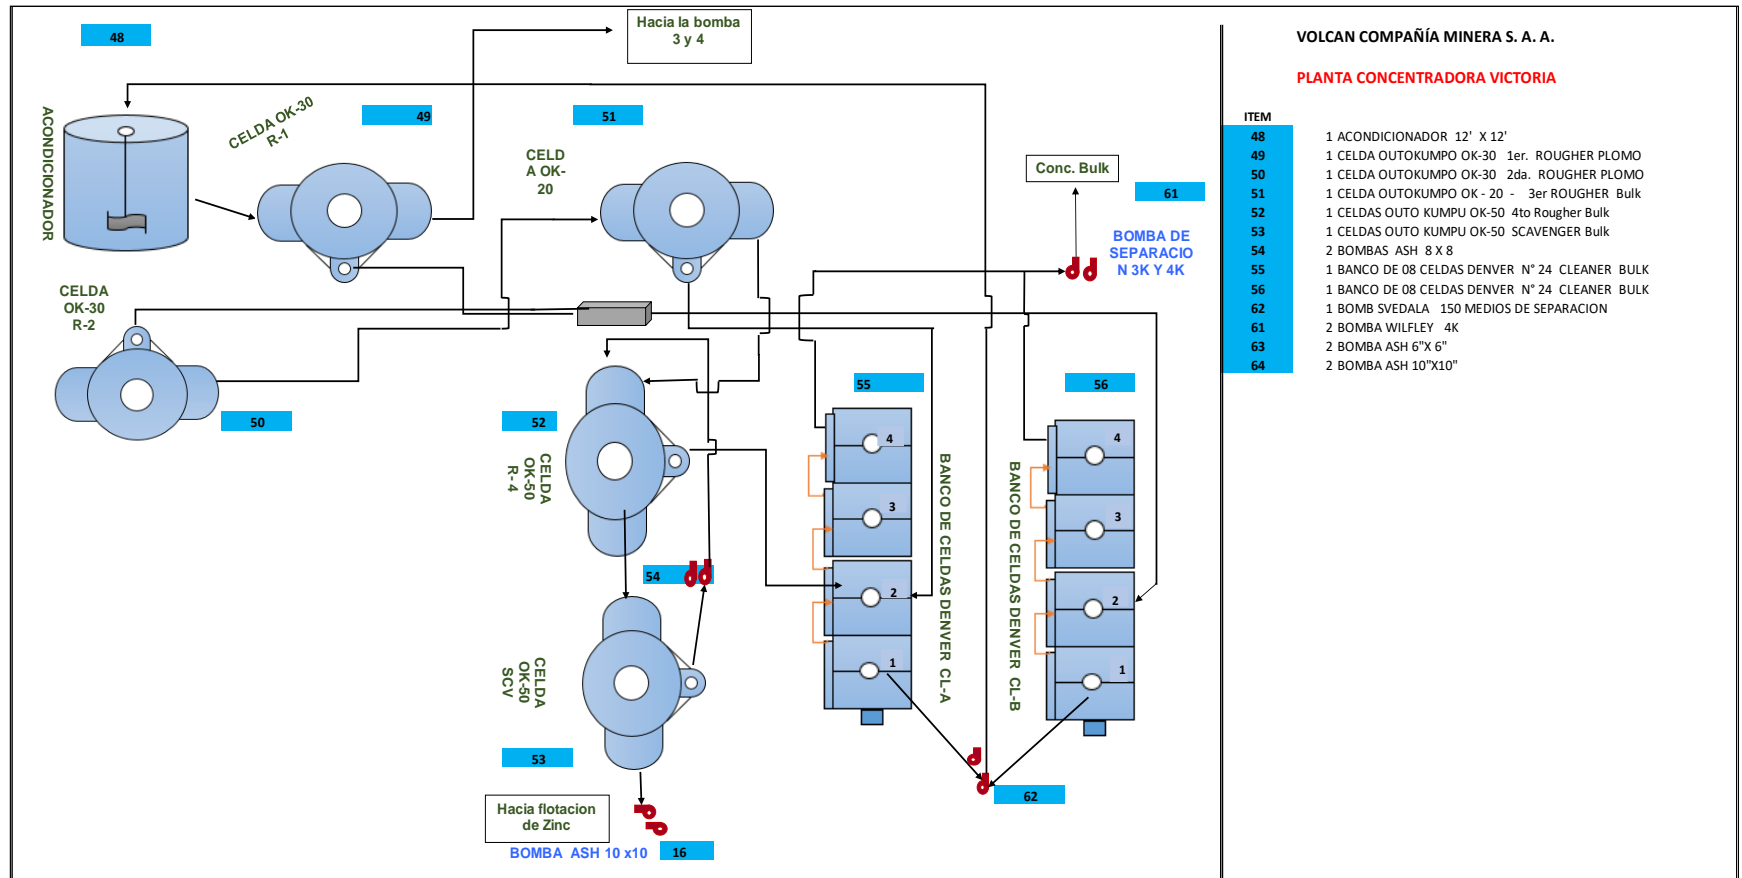 48
Hacia la bomba
3 y 4
ACONDICIONADOR
CELDA OK-30
R-1
49
51
CELD
A OK-
20
Conc. Bulk
61
BOMBA DE
SEPARACIO
N 3K Y 4K
CELDA
OK-30
R-2
50
52
CELDA
OK-50
R- 4
55
56
4
3
2
1
BANCO DE CELDAS DENVER CL-A
4
3
2
1
BANCO DE CELDAS DENVER CL-B
54
CELDA
OK-50
SCV
53
62
Hacia flotacion
de Zinc
BOMBA ASH 10 x10
16
VOLCAN COMPAÑÍA MINERA S. A. A.
PLANTA CONCENTRADORA VICTORIA
ITEM
48 1 ACONDICIONADOR 12' X 12'
49 1 CELDA OUTOKUMPO OK-30 1er. ROUGHER PLOMO
50 1 CELDA OUTOKUMPO OK-30 2da. ROUGHER PLOMO
51 1 CELDA OUTOKUMPO OK - 20 - 3er ROUGHER Bulk
52 1 CELDAS OUTO KUMPU OK-50 4to Rougher Bulk
53 1 CELDAS OUTO KUMPU OK-50 SCAVENGER Bulk
54 2 BOMBAS ASH 8 X 8
55 1 BANCO DE 08 CELDAS DENVER N° 24 CLEANER BULK
56 1 BANCO DE 08 CELDAS DENVER N° 24 CLEANER BULK
62 1 BOMB SVEDALA 150 MEDIOS DE SEPARACION
61 2 BOMBA WILFLEY 4K
63 2 BOMBA ASH 6"X 6"
64 2 BOMBA ASH 10"X10"